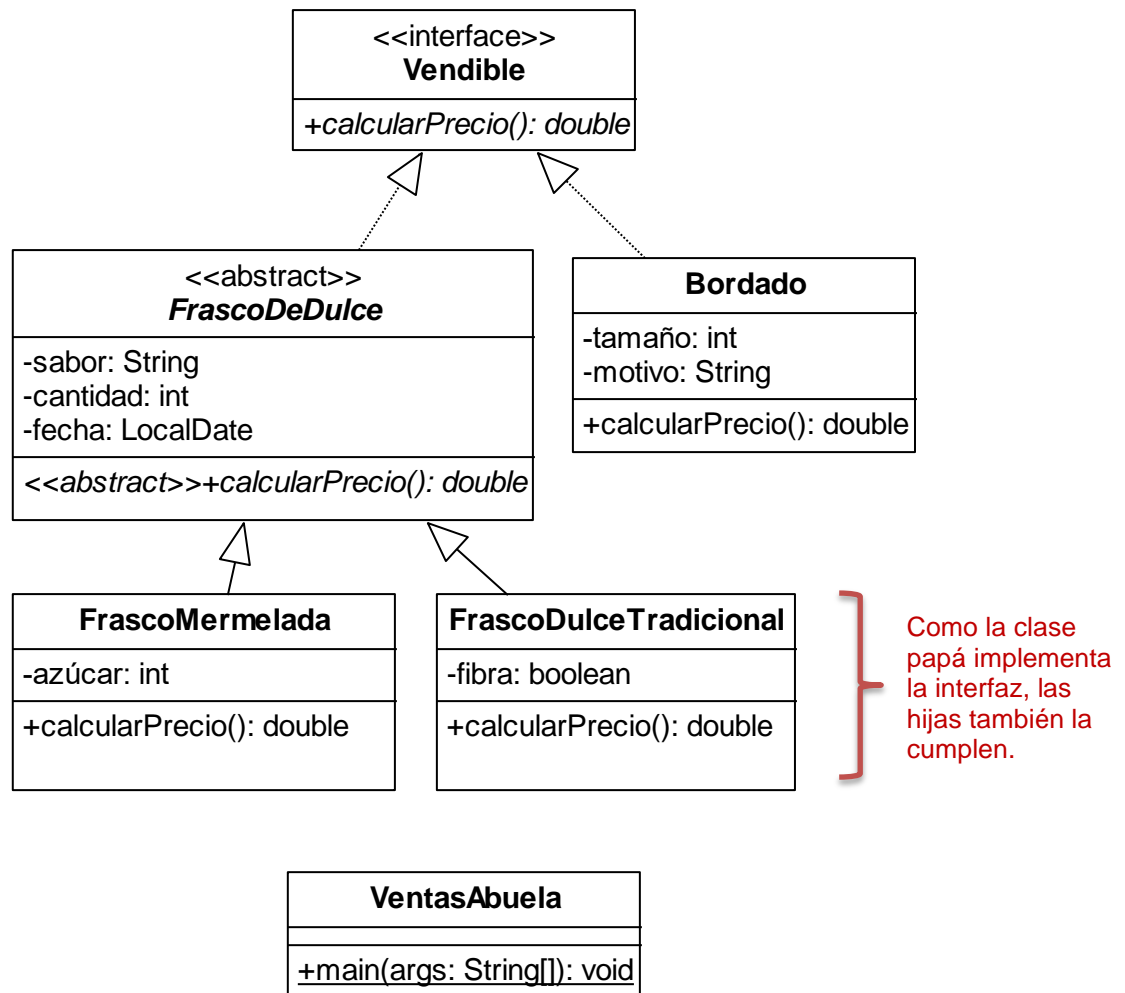 <<interface>>
Vendible
+calcularPrecio(): double
<<abstract>>
FrascoDeDulce
-sabor: String
-cantidad: int
-fecha: LocalDate
<<abstract>>+calcularPrecio(): double
Bordado
-tamaño: int
-motivo: String
+calcularPrecio(): double
FrascoMermelada
-azúcar: int
+calcularPrecio(): double
FrascoDulceTradicional
-fibra: boolean
+calcularPrecio(): double
Como la clase
papá implementa
la interfaz, las
hijas también la
cumplen.
VentasAbuela
+main(args: String[]): void